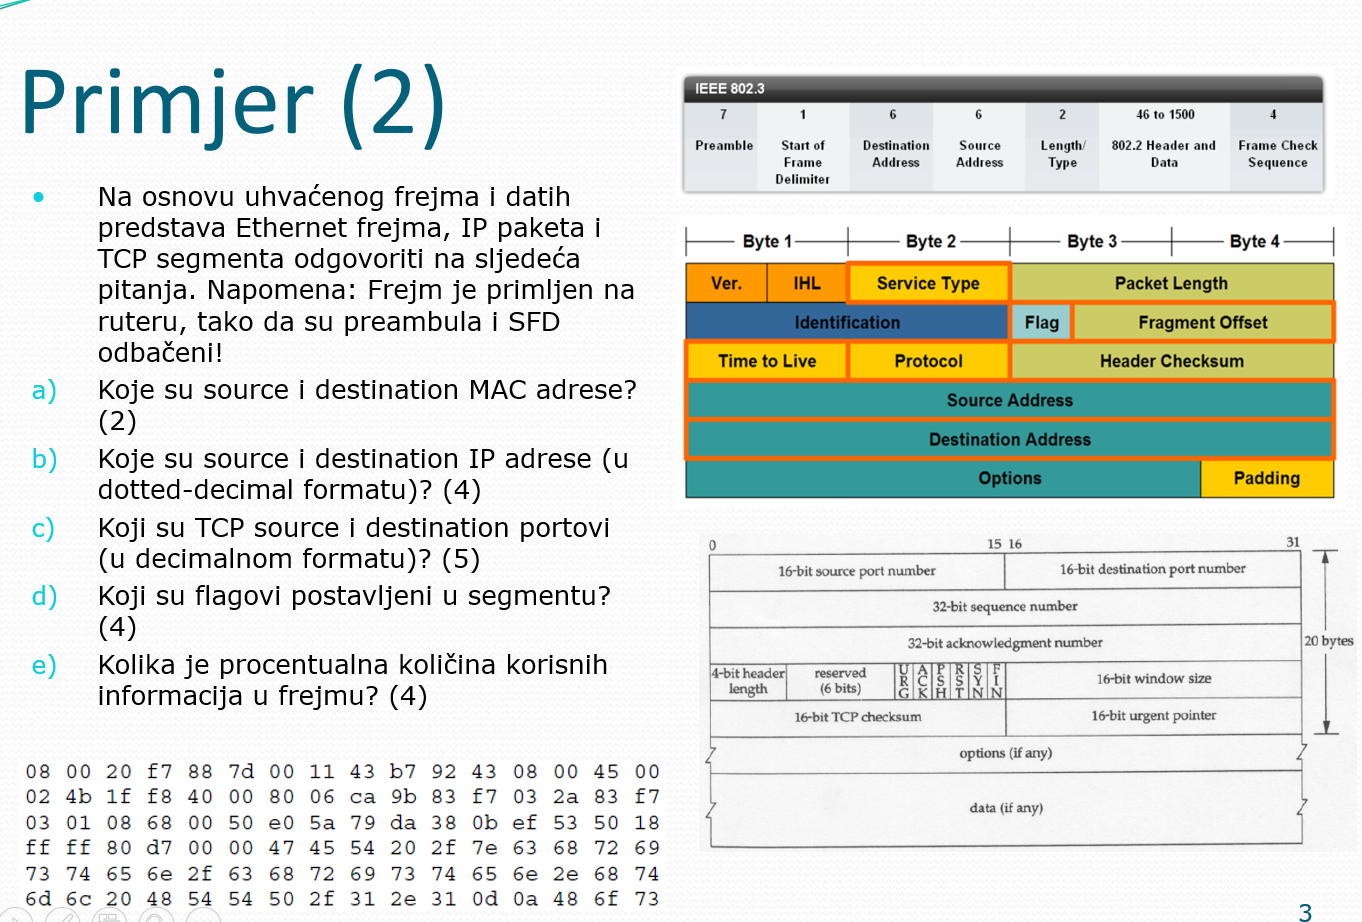 Primjer (2)
• Na osnovu uhvaćenog frejma i datih
predstava Ethernet frejma, IP paketa i
TCP segmenta odgovoriti na sljedeća
pitanja. Napomena: Frejm je primljen na
ruteru, tako da su preambula i SFD
odbačeni!
a) Koje su source i destination MAC adrese?
(2)
b) Koje su source i destination IP adrese (u
dotted-decimal formatu)? (4)
c) Koji su TCP source i destination portovi
(u decimalnom formatu)? (5)
d) Koji su flagovi postavljeni u segmentu?
(4)
e) Kolika je procentualna količina korisnih
informacija u frejmu? (4)
08 00 20 f7 88 7d 00 11 43 b7 92 43 08 00 45 00
02 4b 1f f8 40 00 80 06 ca 9b 83 f7 03 2a 83 f7
03 01 08 68 00 50 e0 5a 79 da 38 0b ef 53 50 18
ff ff 80 d7 00 00 47 45 54 20 2f 7e 63 68 72 69
73 74 65 6e 2f 63 68 72 69 73 74 65 6e 2e 68 74
6d 6c 20 48 54 54 50 2f 31 2e 31 0d 0a 48 6f 73
IEEE 802.3
7 1 6 6 2 46 to 1500 4
Preamble Start of Destination Source Length/ 802.2 Header and Frame Check
Frame Address Address Type Data Sequence
Delimiter
Byte 1 Byte 2 Byte 3 Byte 4
Ver. IHL Service Type Packet Length
Identification Flag Fragment Offset
Time to Live Protocol Header Checksum
Source Address
Destination Address
Options Padding
0 15 16 31
16-bit source port number 16-bit destination port number
32-bit sequence number
32-bit acknowledgment number 20 bytes
4-bit header length reserved (6 bits) URG ACK PSH RST SYN FIN 16-bit window size
16-bit TCP checksum 16-bit urgent pointer
options (if any)
data (if any)
3